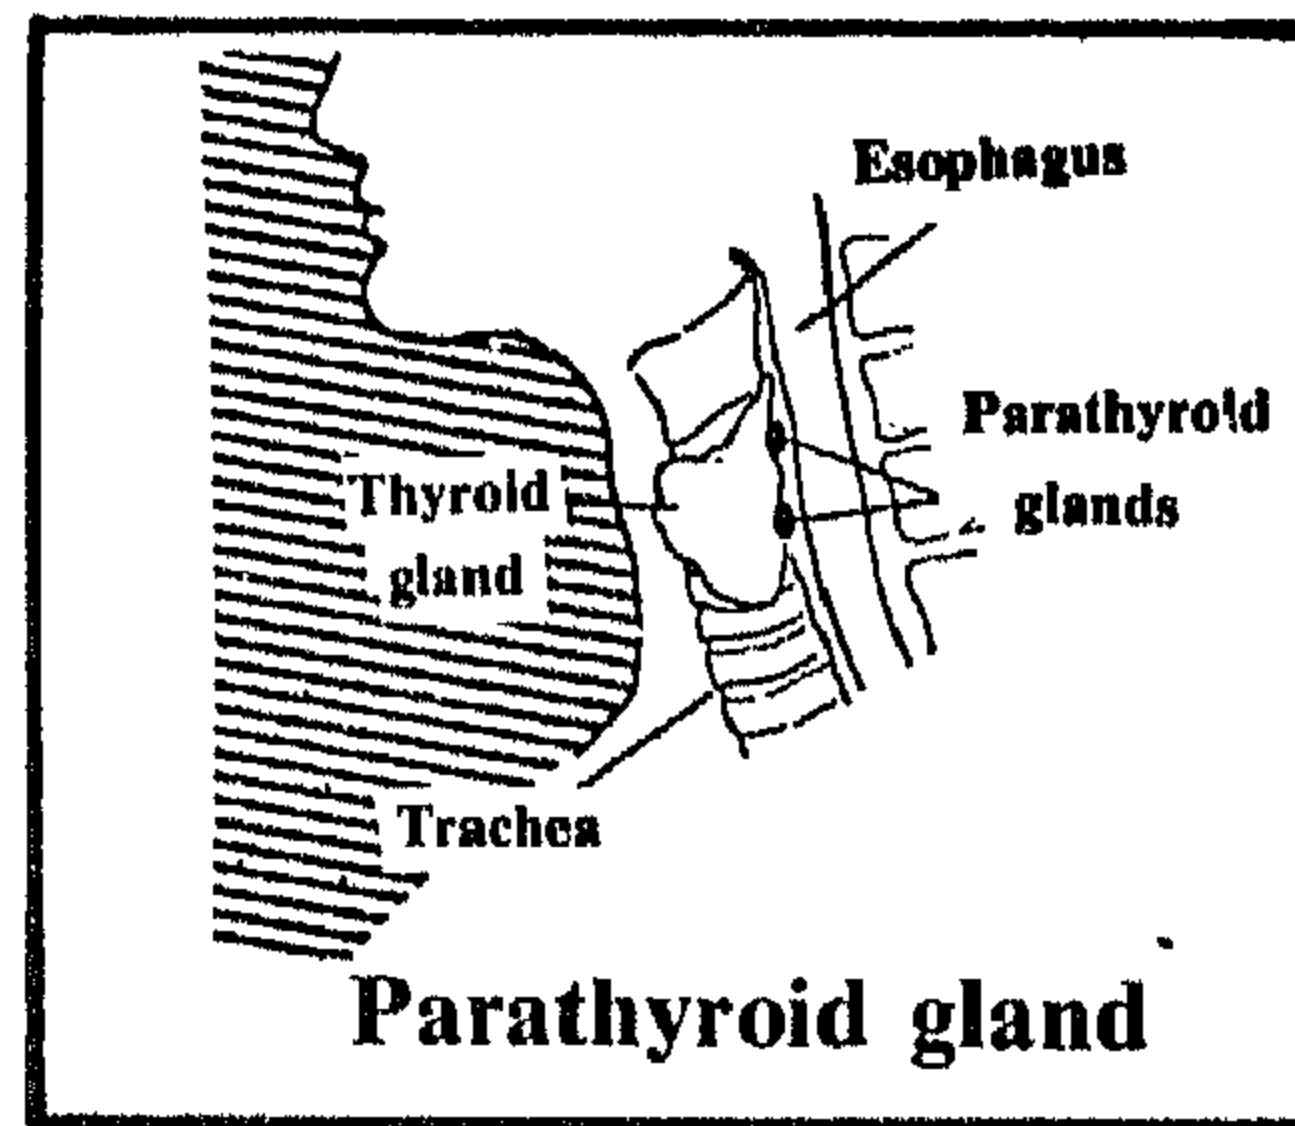 Esophagus
Parathyroid
glands
Thyroid
gland
Trachea
Parathyroid gland